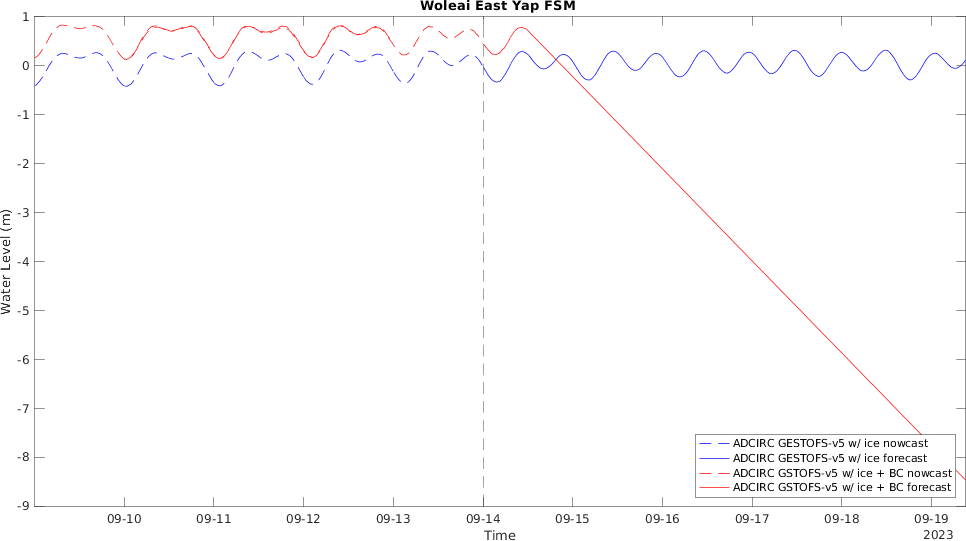 Woleai East Yap FSM
1
0
-1
-2
-3
-4
-5
-6
-7
-8
-9
Water Level (m)
09-10 09-11 09-12 09-13 09-14 09-15 09-16 09-17 09-18 09-19
Time
2023
ADCIRC GESTOFS-v5 w/ ice nowcast
ADCIRC GESTOFS-v5 w/ ice forecast
ADCIRC GSTOFS-v5 w/ ice + BC nowcast
ADCIRC GSTOFS-v5 w/ ice + BC forecast